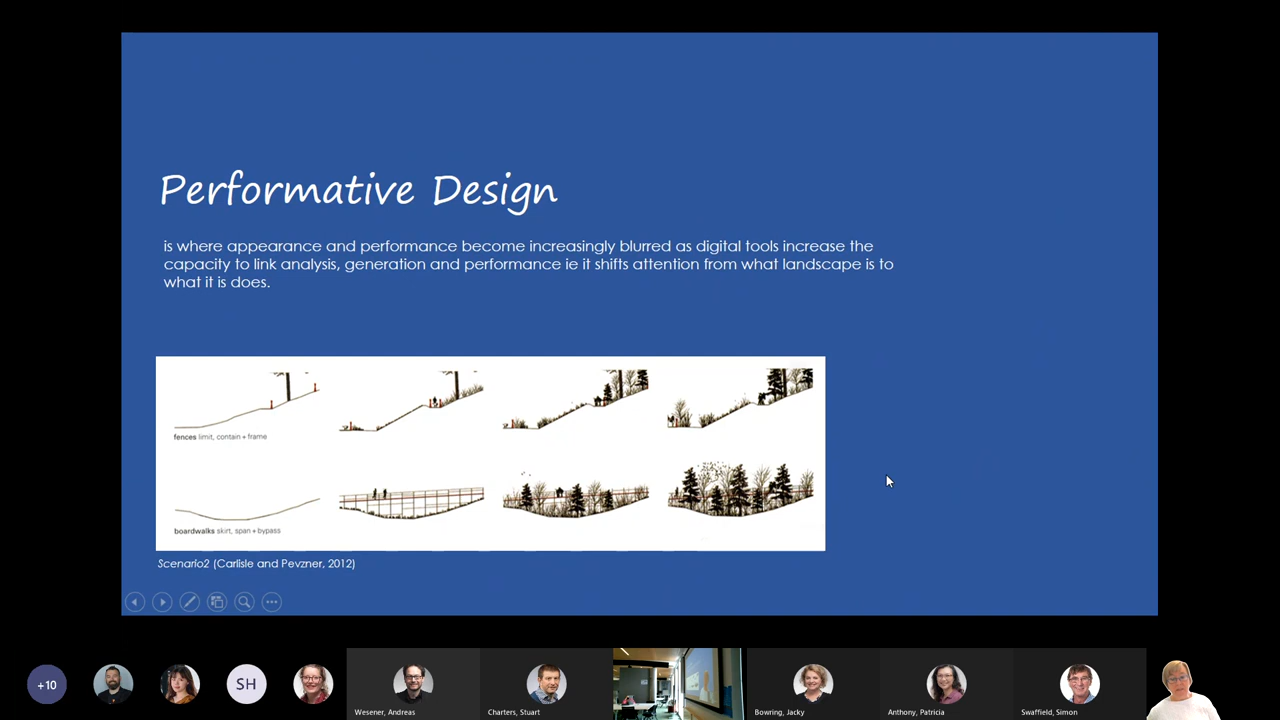 Performative Design
is where appearance and performance become increasingly blurred as digital tools increase the
capacity to link analysis, generation and performance ie it shifts attention from what landscape is to
what it is does.
fences limit, contain + frame
boardwalks skirt, span + bypass
Scenario2 (Carlisle and Pevzner, 2012)
+10
SH
Wesener, Andreas
Charters, Stuart
Bowring, Jacky
Anthony, Patricia
Swaffield, Simon